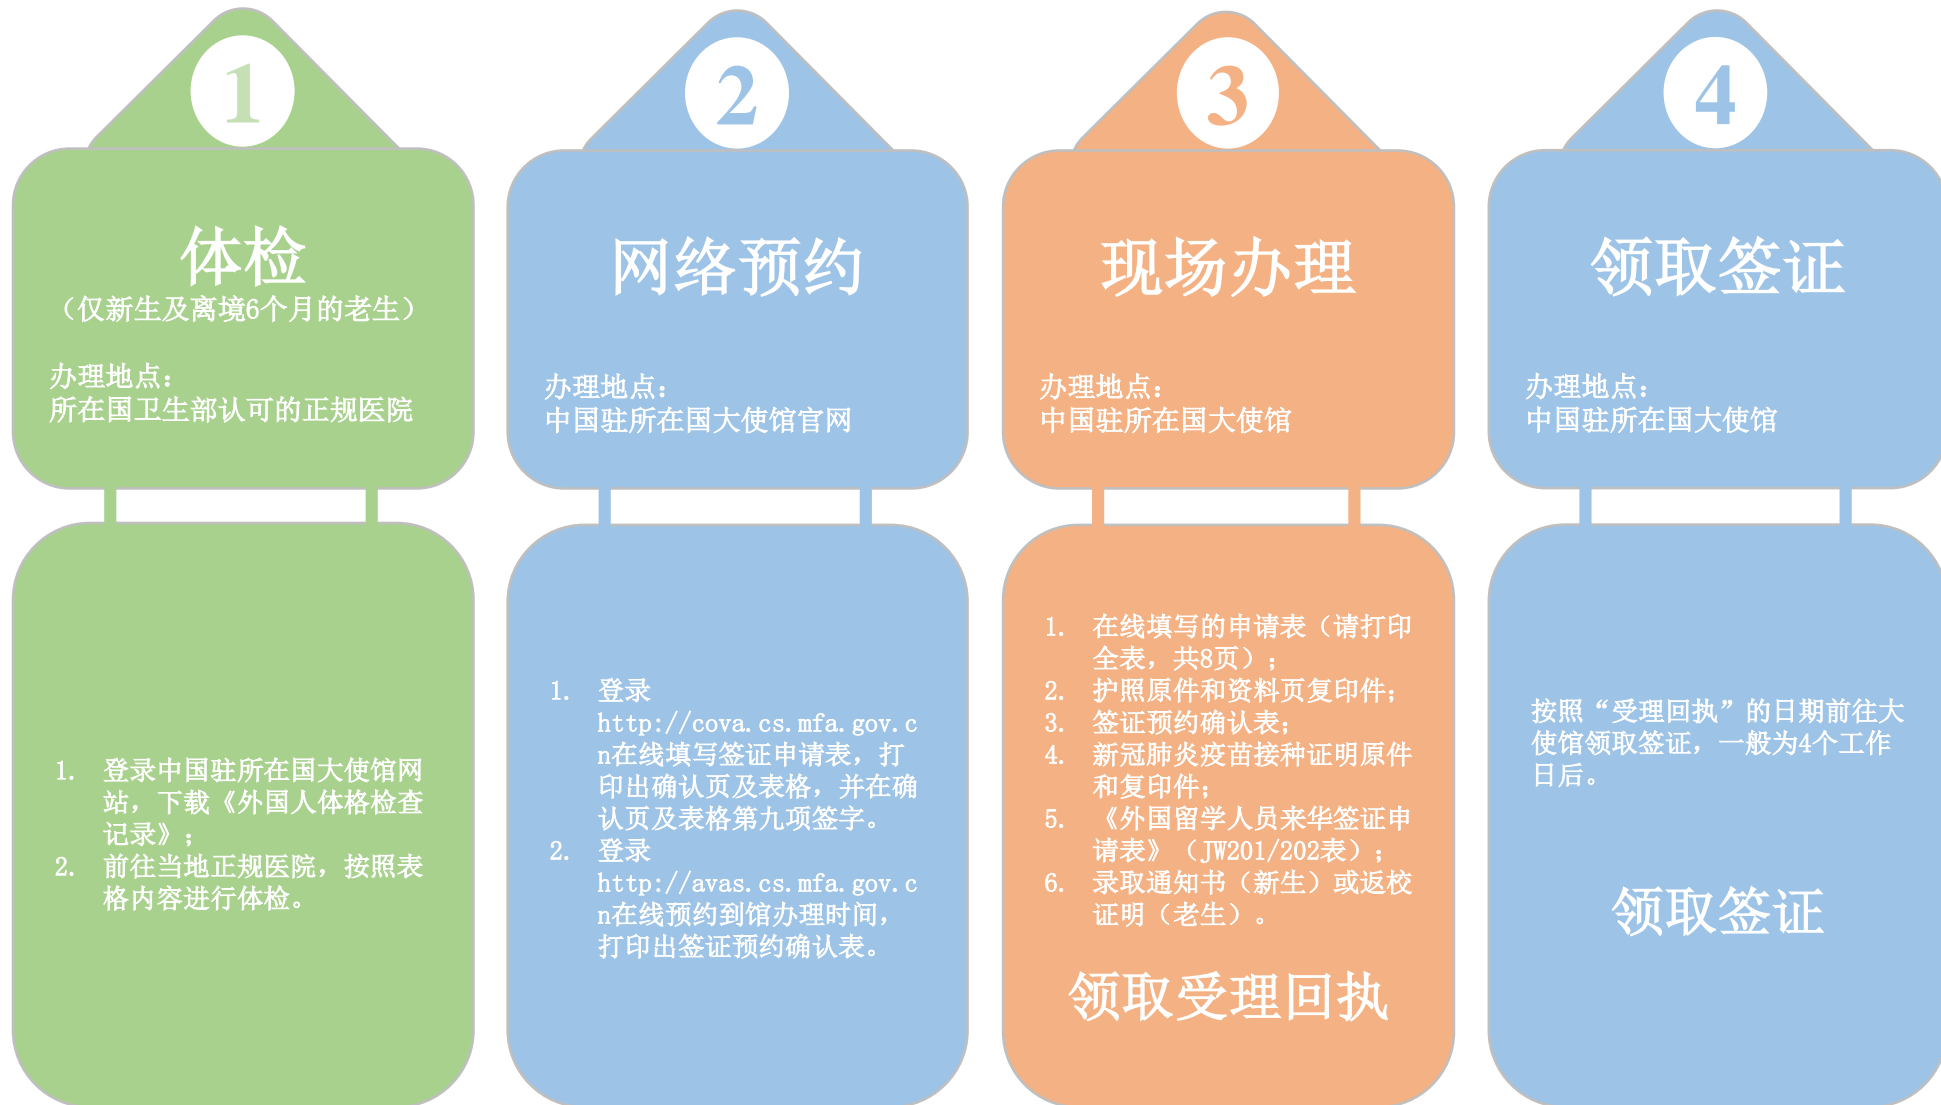 1
体检
（仅新生及离境6个月的老生）
办理地点：
所在国卫生部认可的正规医院
1. 登录中国驻所在国大使馆网
站，下载《外国人体格检查
记录》；
2. 前往当地正规医院，按照表
格内容进行体检。
2
网络预约
办理地点：
中国驻所在国大使馆官网
1. 登录
http://cova.cs.mfa.gov.c
n在线填写签证申请表，打
印出确认页及表格，并在确
认页及表格第九项签字。
2. 登录
http://avas.cs.mfa.gov.c
n在线预约到馆办理时间，
打印出签证预约确认表。
3
现场办理
办理地点：
中国驻所在国大使馆
1. 在线填写的申请表（请打印
全表，共8页）；
2. 护照原件和资料页复印件；
3. 签证预约确认表；
4. 新冠肺炎疫苗接种证明原件
和复印件；
5. 《外国留学人员来华签证申
请表》（JW201/202表）；
6. 录取通知书（新生）或返校
证明（老生）。
领取受理回执
4
领取签证
办理地点：
中国驻所在国大使馆
按照“受理回执”的日期前往大
使馆领取签证，一般为4个工作
日后。
领取签证